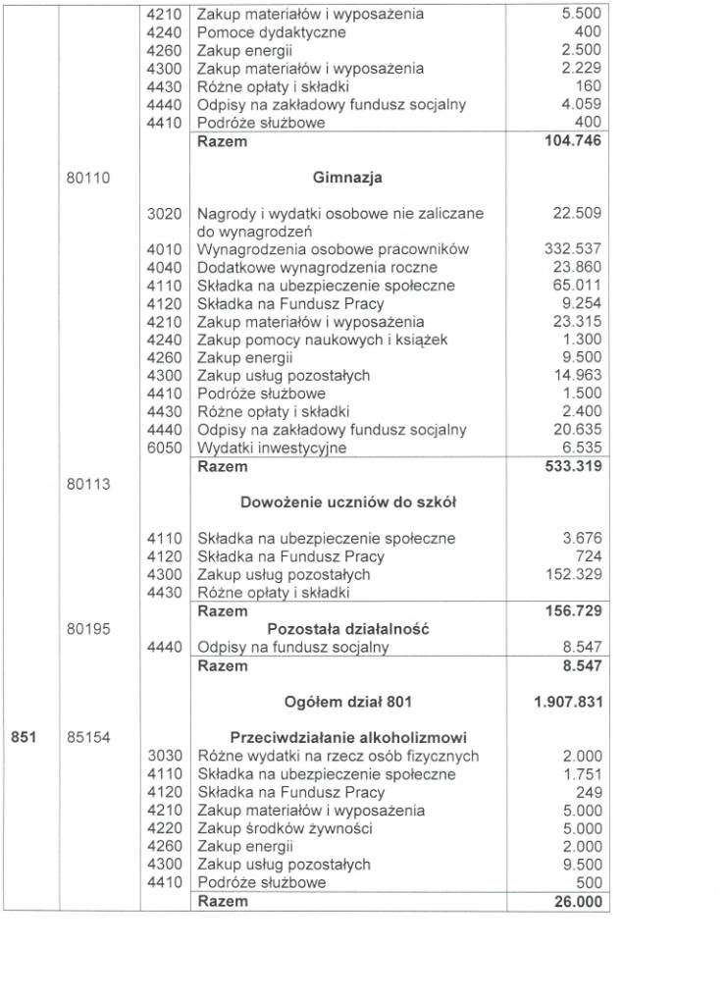 4210 Zakup materiałów i wyposażenia 5.500
4240 Pomoce dydaktyczne 400
4260 Zakup energii 2.500
4300 Zakup materiałów i wyposażenia 2.229
4430 Różne opłaty i składki 160
4440 Odpisy na zakładowy fundusz socjalny 4.059
4410 Podróże służbowe 400
Razem 104.746
80110 Gimnazja
3020 Nagrody i wydatki osobowe nie zaliczane 22.509
do wynagrodzeń
4010 Wynagrodzenia osobowe pracowników 332.537
4040 Dodatkowe wynagrodzenia roczne 23.860
4110 Składka na ubezpieczenie społeczne 65.011
4120 Składka na Fundusz Pracy 9.254
4210 Zakup materiałów i wyposażenia 23.315
4240 Zakup pomocy naukowych i książek 1.300
4260 Zakup energii 9.500
4300 Zakup usług pozostałych 14.963
4410 Podróże służbowe 1.500
4430 Różne opłaty i składki 2.400
4440 Odpisy na zakładowy fundusz socjalny 20.635
6050 Wydatki inwestycyjne 6.535
Razem 533.319
80113
Dowożenie uczniów do szkół
4110 Składka na ubezpieczenie społeczne 3.676
4120 Składka na Fundusz Pracy 724
4300 Zakup usług pozostałych 152.329
4430 Różne opłaty i składki
Razem 156.729
80195 Pozostała działalność
4440 Odpisy na fundusz socjalny 8.547
Razem 8.547
Ogółem dział 801 1.907.831
851 85154 Przeciwdziałanie alkoholizmowi
3030 Różne wydatki na rzecz osób fizycznych 2.000
4110 Składka na ubezpieczenie społeczne 1.751
4120 Składka na Fundusz Pracy 249
4210 Zakup materiałów i wyposażenia 5.000
4220 Zakup środków żywności 5.000
4260 Zakup energii 2.000
4300 Zakup usług pozostałych 9.500
4410 Podróże służbowe 500
Razem 26.000